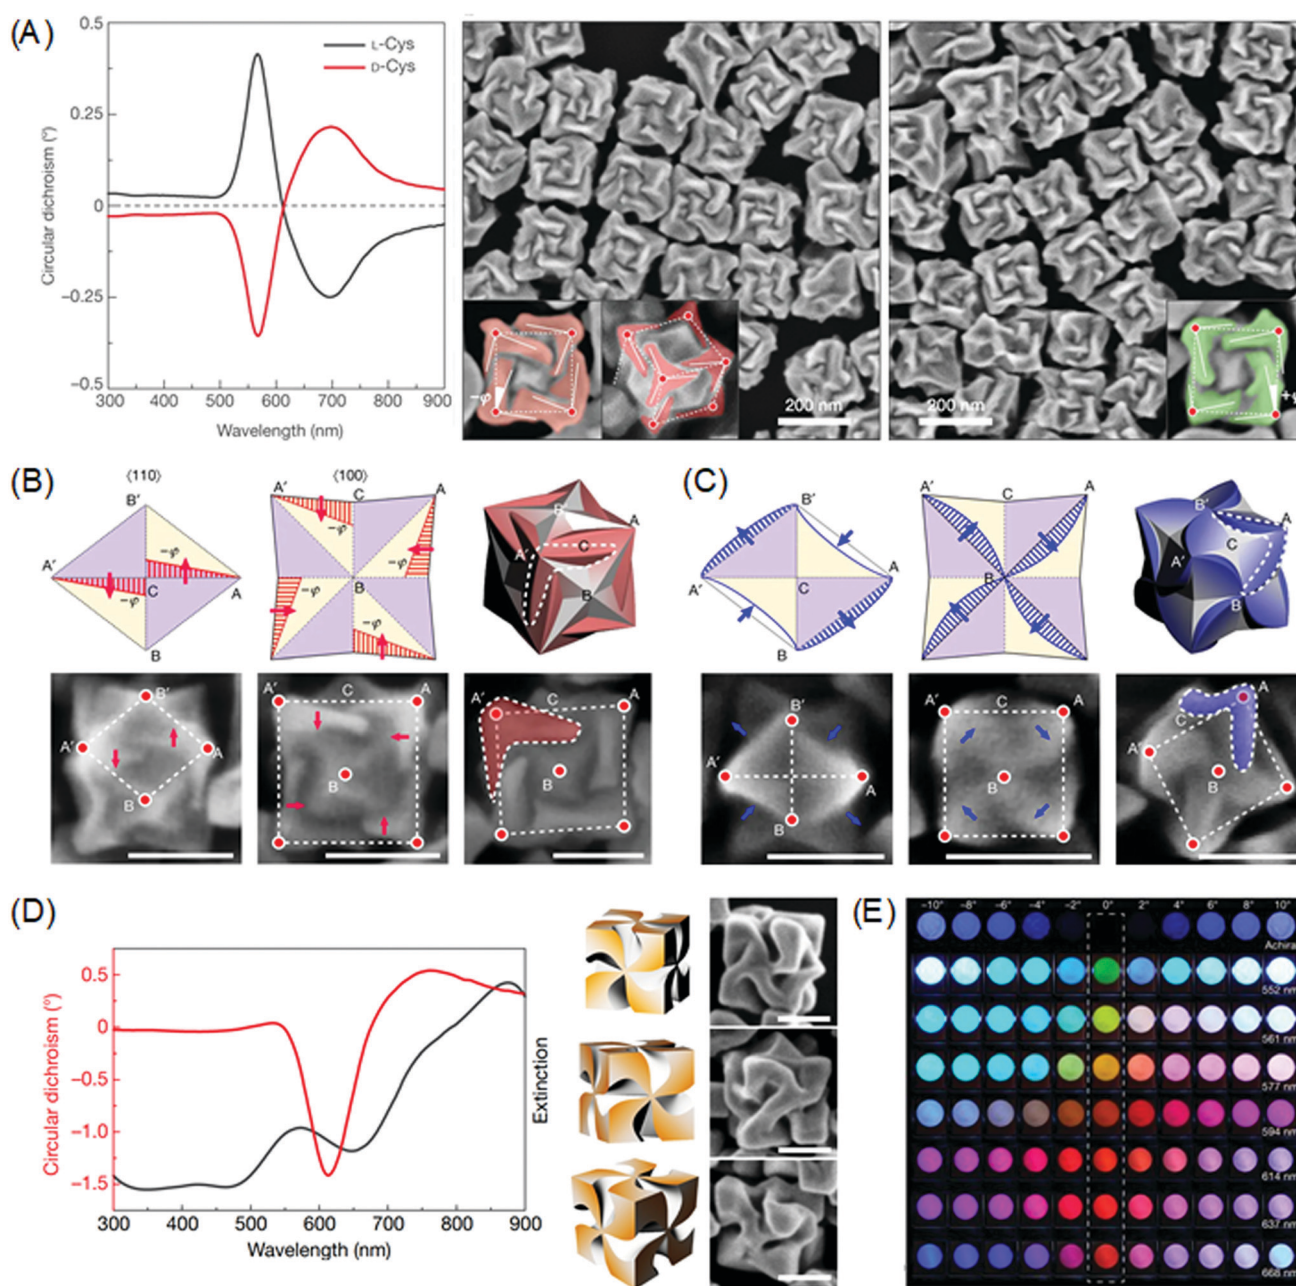 (A)
0.5
0.25
0
−0.25
−0.5
Circular dichroism (°)
L-Cys
D-Cys
300 400 500 600 700 800 900
Wavelength (nm)
−φ
200 nm
200 nm
+φ
(B)
⟨110⟩
B′
A′
−φ
−φ
C
A
B
⟨100⟩
A′
C
A
−φ
−φ
−φ
B
−φ
B
A
C
A′
B
B′
A′
A
B
A′
C
A
B
A′
C
A
B
(C)
B′
A′
A
C
B
A′
C
A
B
B′
A
C
A′
B
B′
A′
A
B
A′
C
A
B
A
C
A′
B
(D)
0.5
0
−0.5
−1.0
−1.5
Circular dichroism (°)
Extinction
300 400 500 600 700 800 900
Wavelength (nm)
(E)
−10° −8° −6° −4° −2° 0° 2° 4° 6° 8° 10°
Achiral
552 nm
561 nm
577 nm
594 nm
614 nm
637 nm
668 nm